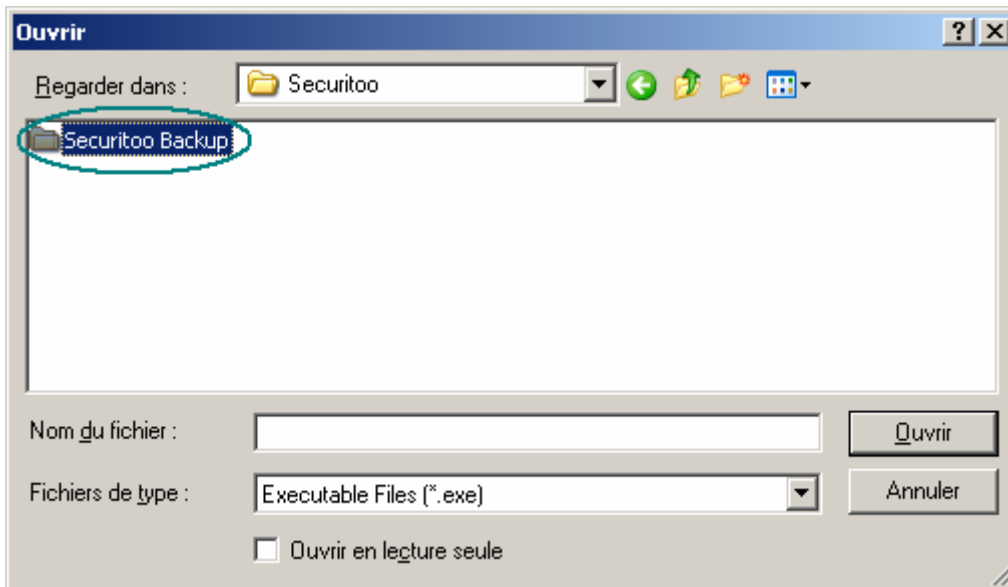 Ouvrir
Regarder dans : Securitoo
Securitoo Backup
Nom du fichier : Ouvrir
Fichiers de type : Executable Files (*.exe) Annuler
Ouvrir en lecture seule